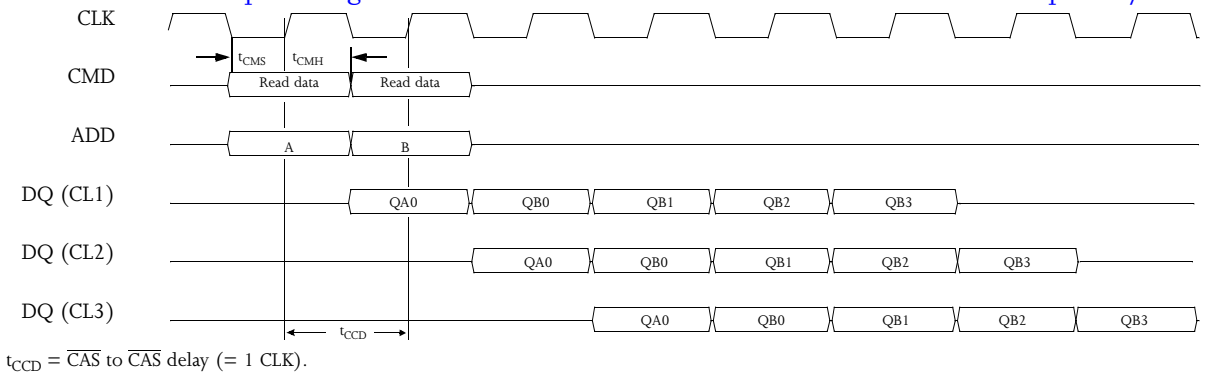 CLK
tCMS tCMH
CMD Read data Read data
ADD A B
DQ (CL1) QA0 QB0 QB1 QB2 QB3
DQ (CL2) QA0 QB0 QB1 QB2 QB3
DQ (CL3) QA0 QB0 QB1 QB2 QB3
tCCD
tCCD = CAS to CAS delay (= 1 CLK).